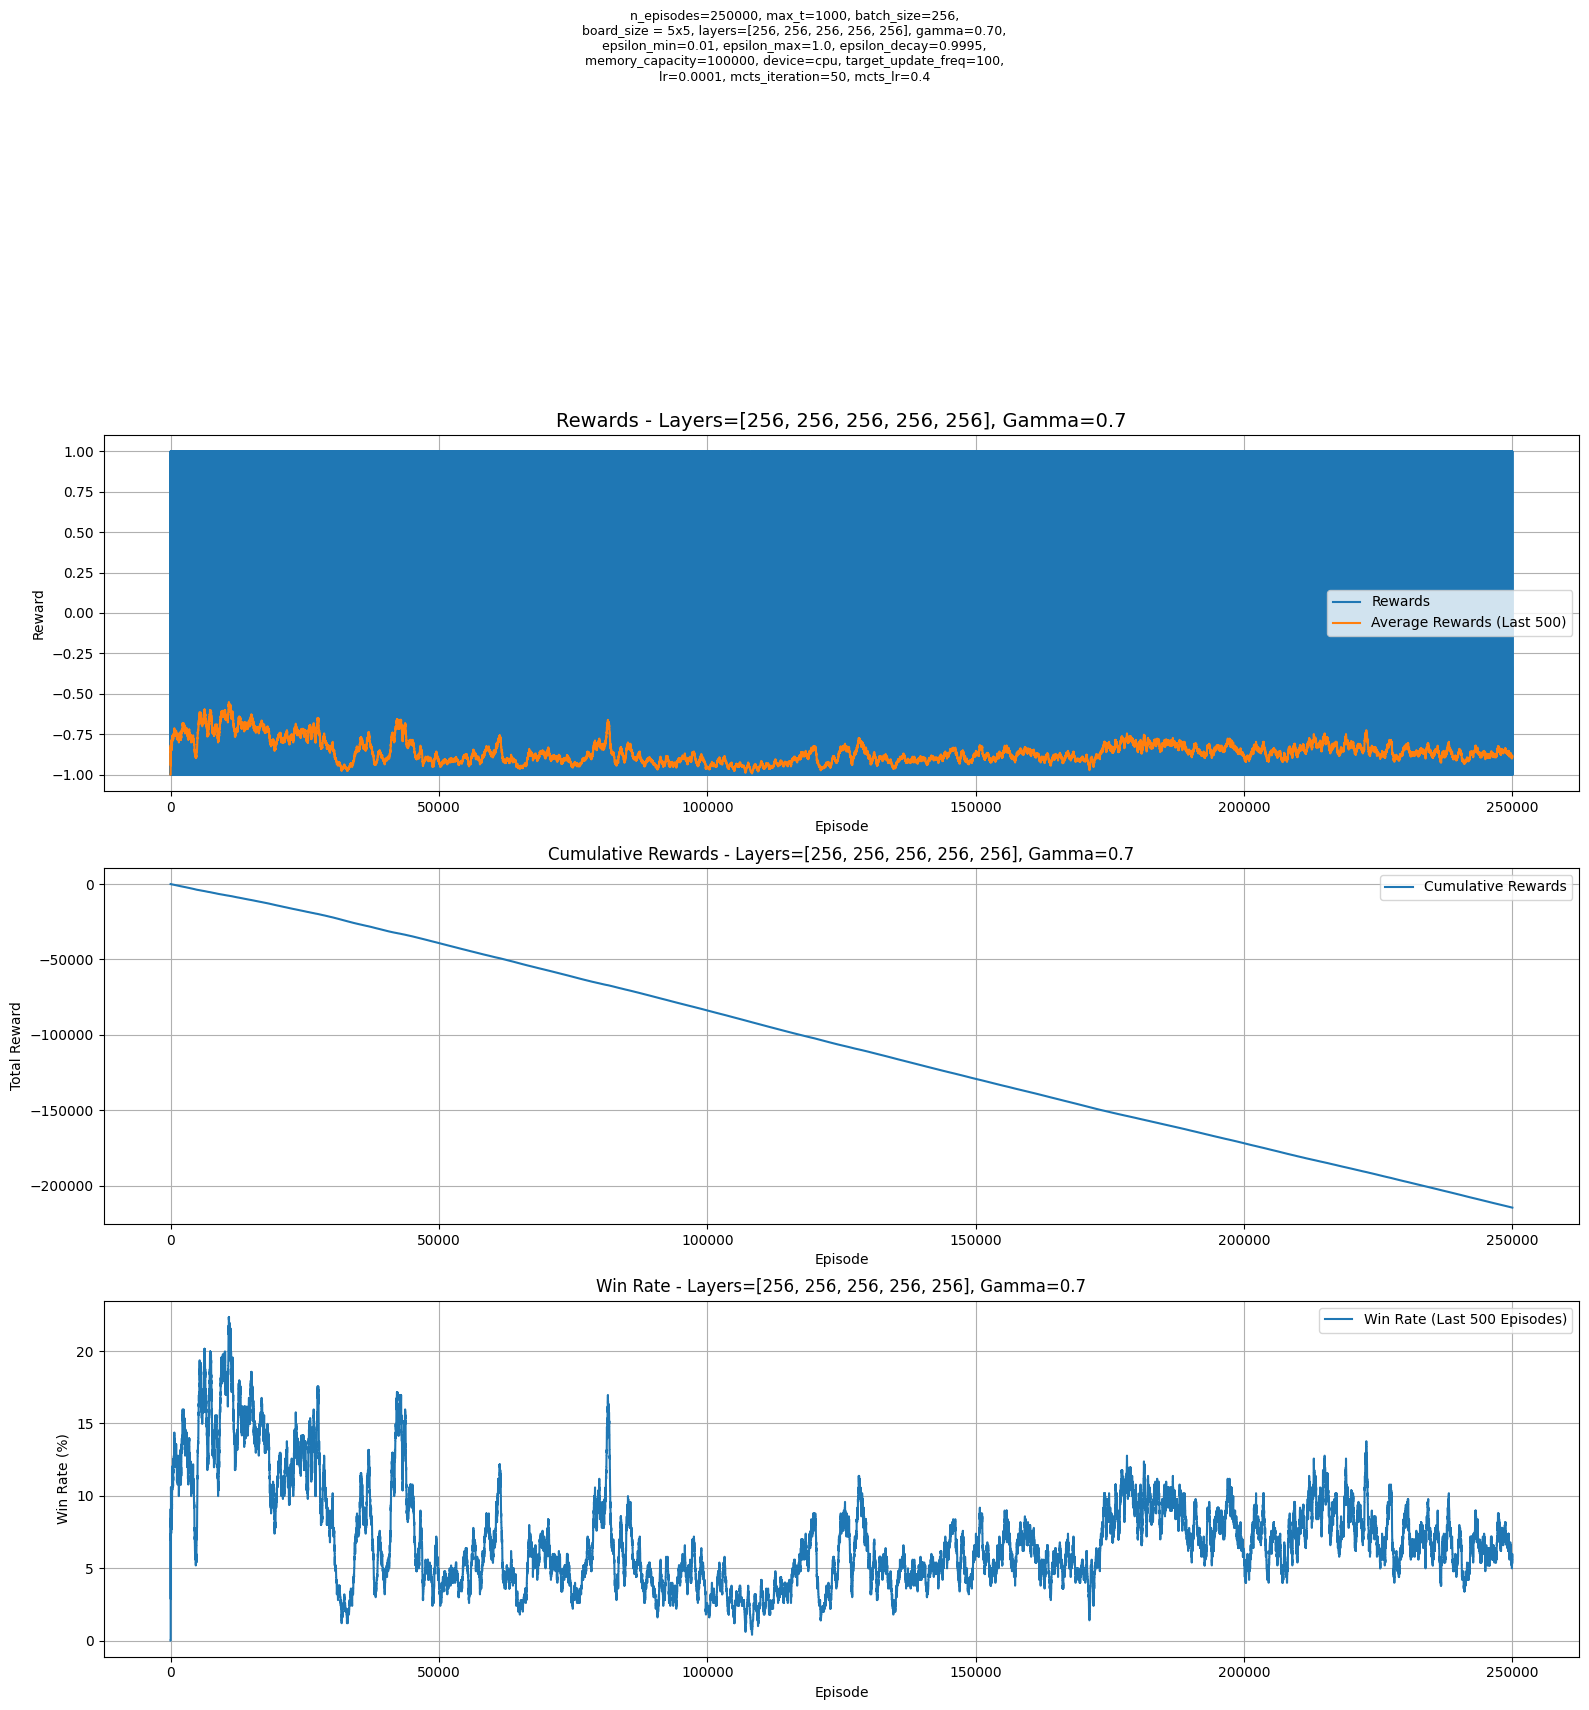 n_episodes=250000, max_t=1000, batch_size=256,
board_size = 5x5, layers=[256, 256, 256, 256, 256], gamma=0.70,
epsilon_min=0.01, epsilon_max=1.0, epsilon_decay=0.9995,
memory_capacity=100000, device=cpu, target_update_freq=100,
lr=0.0001, mcts_iteration=50, mcts_lr=0.4
Rewards - Layers=[256, 256, 256, 256, 256], Gamma=0.7
1.00
0.75
0.50
0.25
0.00
−0.25
−0.50
−0.75
−1.00
Reward
Rewards
Average Rewards (Last 500)
0 50000 100000 150000 200000 250000
Episode
Cumulative Rewards - Layers=[256, 256, 256, 256, 256], Gamma=0.7
0
−50000
−100000
−150000
−200000
Total Reward
Cumulative Rewards
0 50000 100000 150000 200000 250000
Episode
Win Rate - Layers=[256, 256, 256, 256, 256], Gamma=0.7
20
15
10
5
0
Win Rate (%)
Win Rate (Last 500 Episodes)
0 50000 100000 150000 200000 250000
Episode